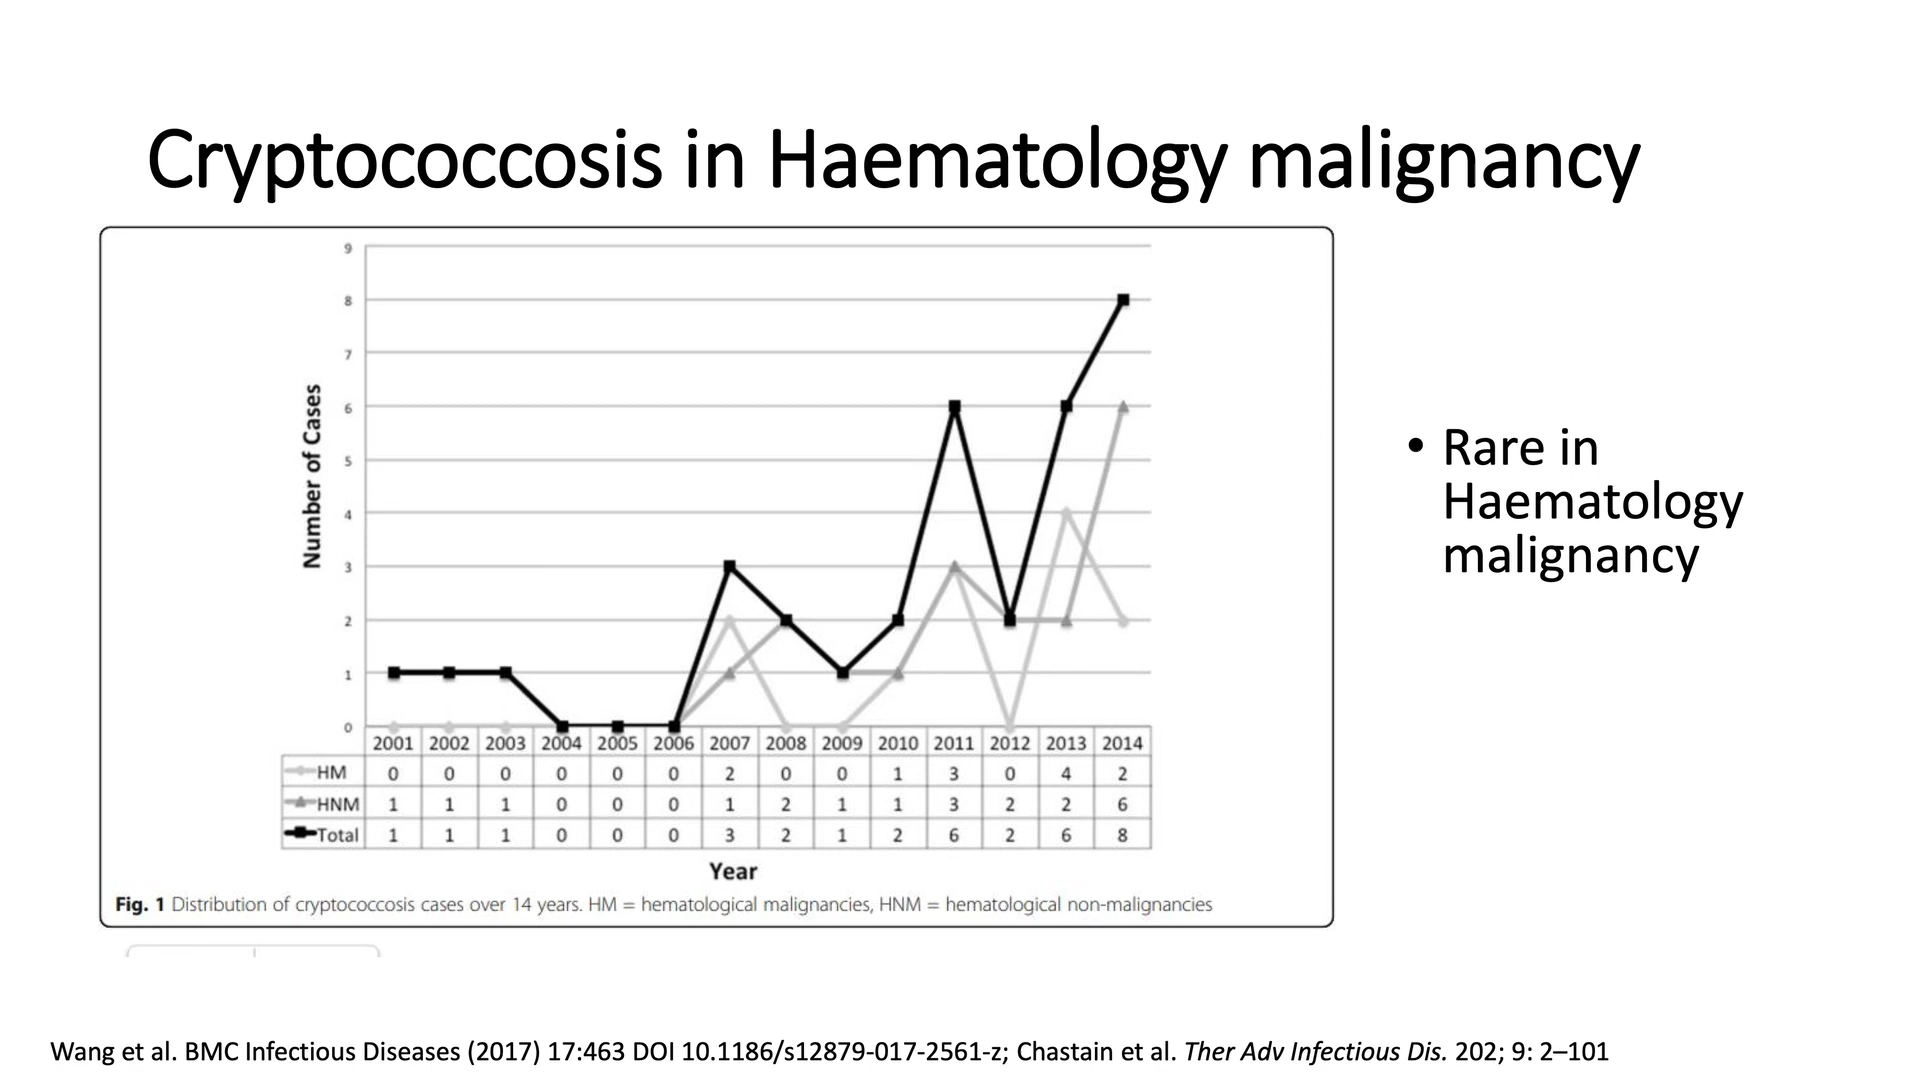 Cryptococcosis in Haematology malignancy
9
8
7
6
5
4
3
2
1
0
Number of Cases
2001 2002 2003 2004 2005 2006 2007 2008 2009 2010 2011 2012 2013 2014
HM 0 0 0 0 0 0 2 0 0 1 3 0 4 2
HNM 1 1 1 0 0 0 1 2 1 1 3 2 2 6
Total 1 1 1 0 0 0 3 2 1 2 6 2 6 8
Year
Fig. 1 Distribution of cryptococcosis cases over 14 years. HM = hematological malignancies, HNM = hematological non-malignancies
• Rare in
Haematology
malignancy
Wang et al. BMC Infectious Diseases (2017) 17:463 DOI 10.1186/s12879-017-2561-z; Chastain et al. Ther Adv Infectious Dis. 202; 9: 2–101